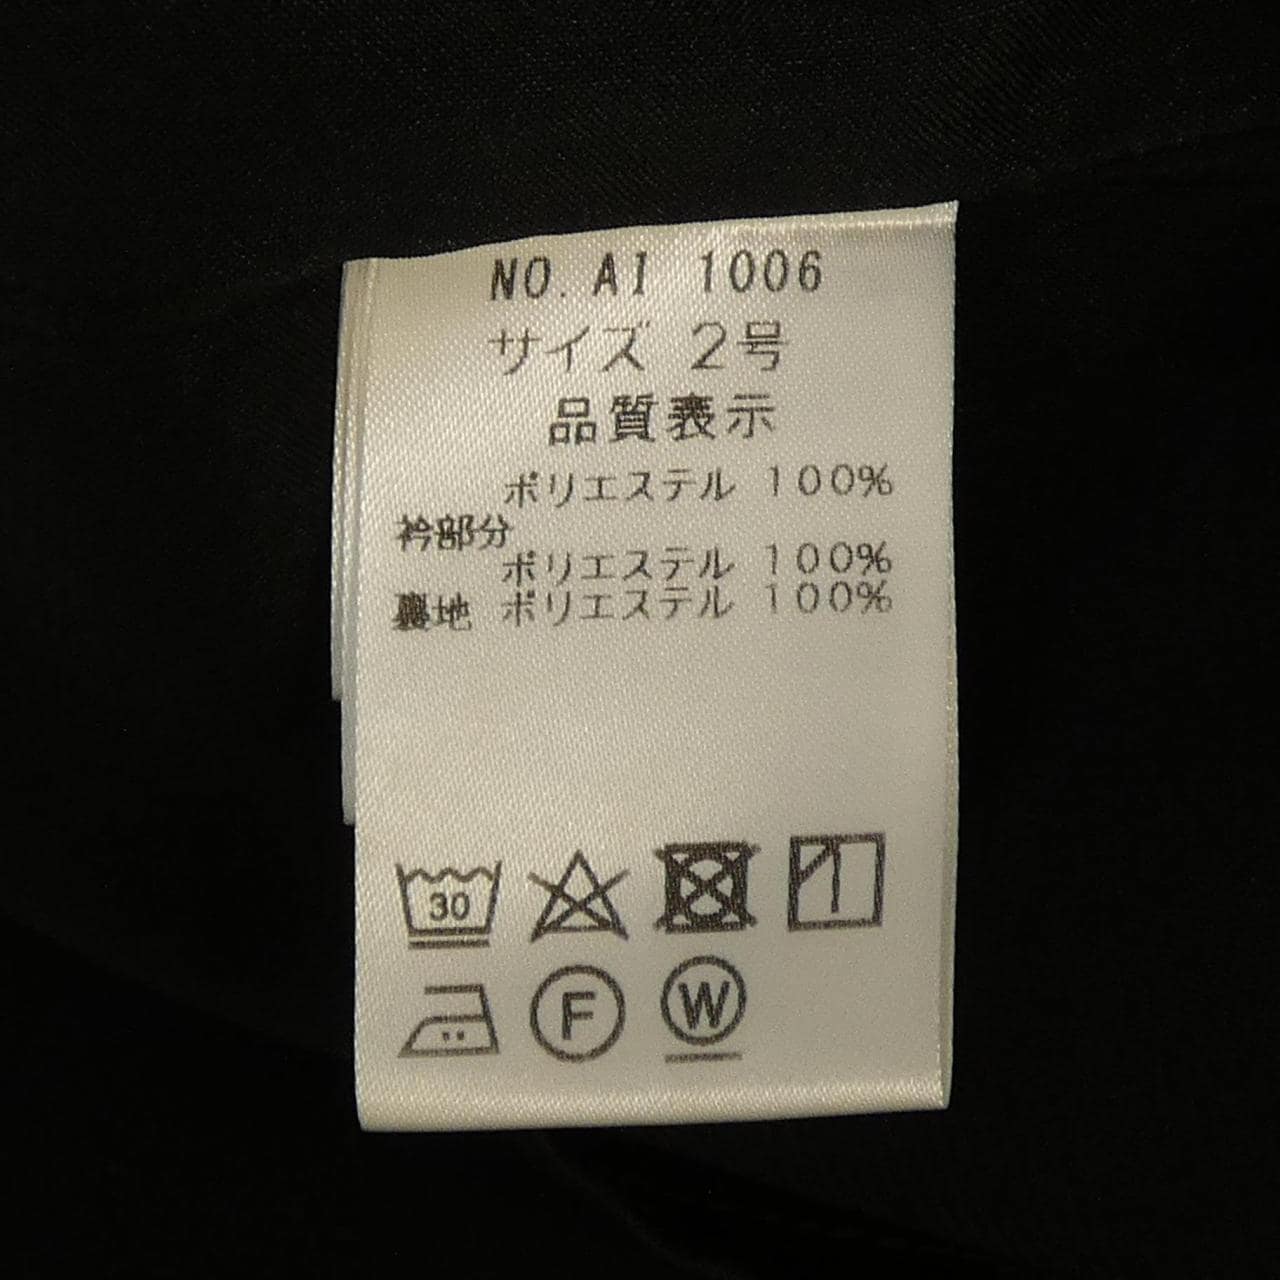 NO. AI 1006
サイズ 2号
品質表示
ポリエステル 100%
衿部分
ポリエステル 100%
裏地 ポリエステル 100%
30
F
W